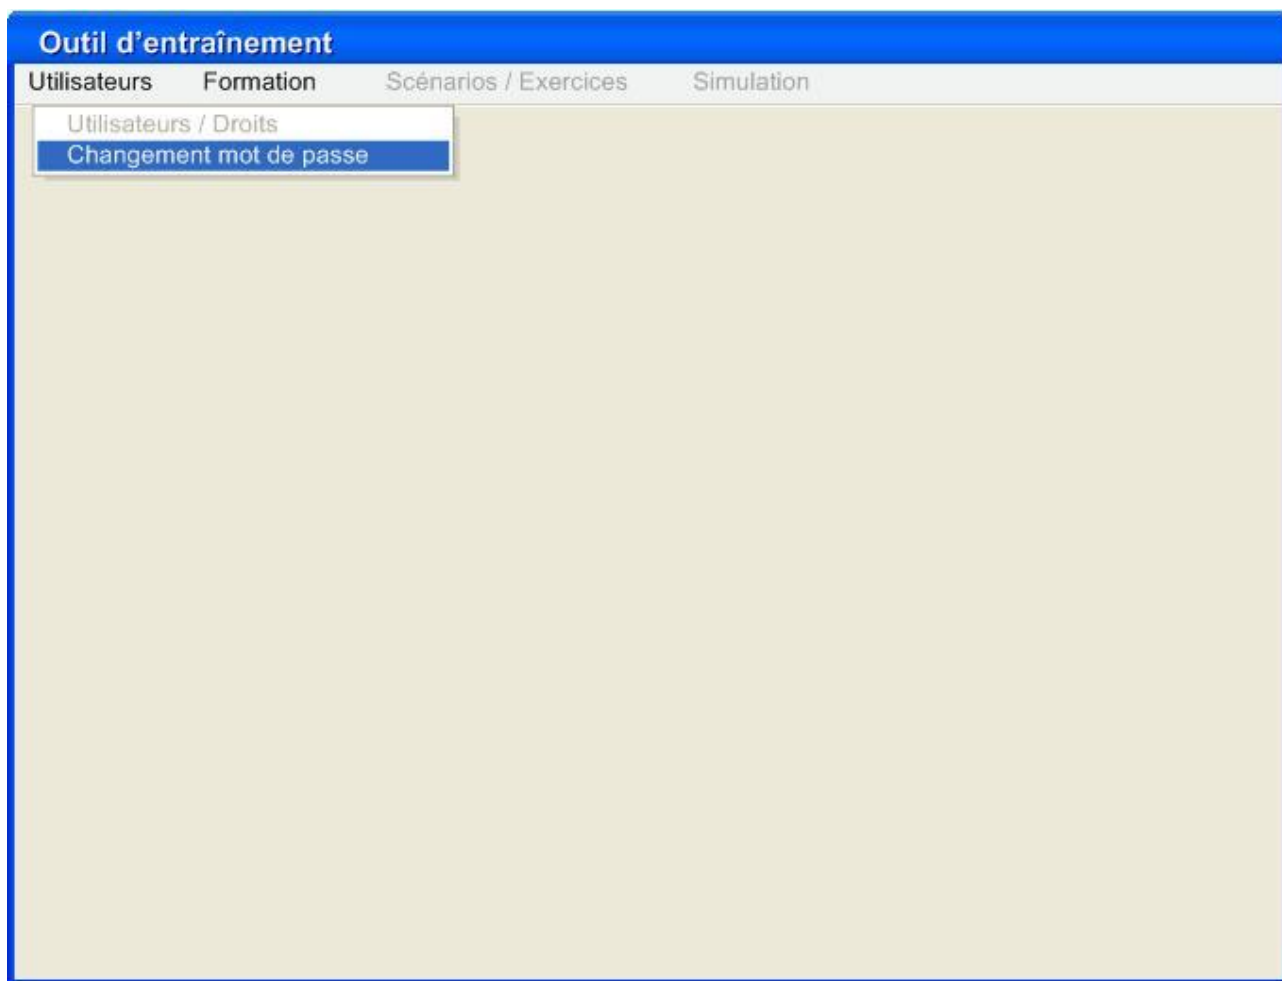 Outil d’entraînement
Utilisateurs Formation Scénarios / Exercices Simulation
Utilisateurs / Droits
Changement mot de passe